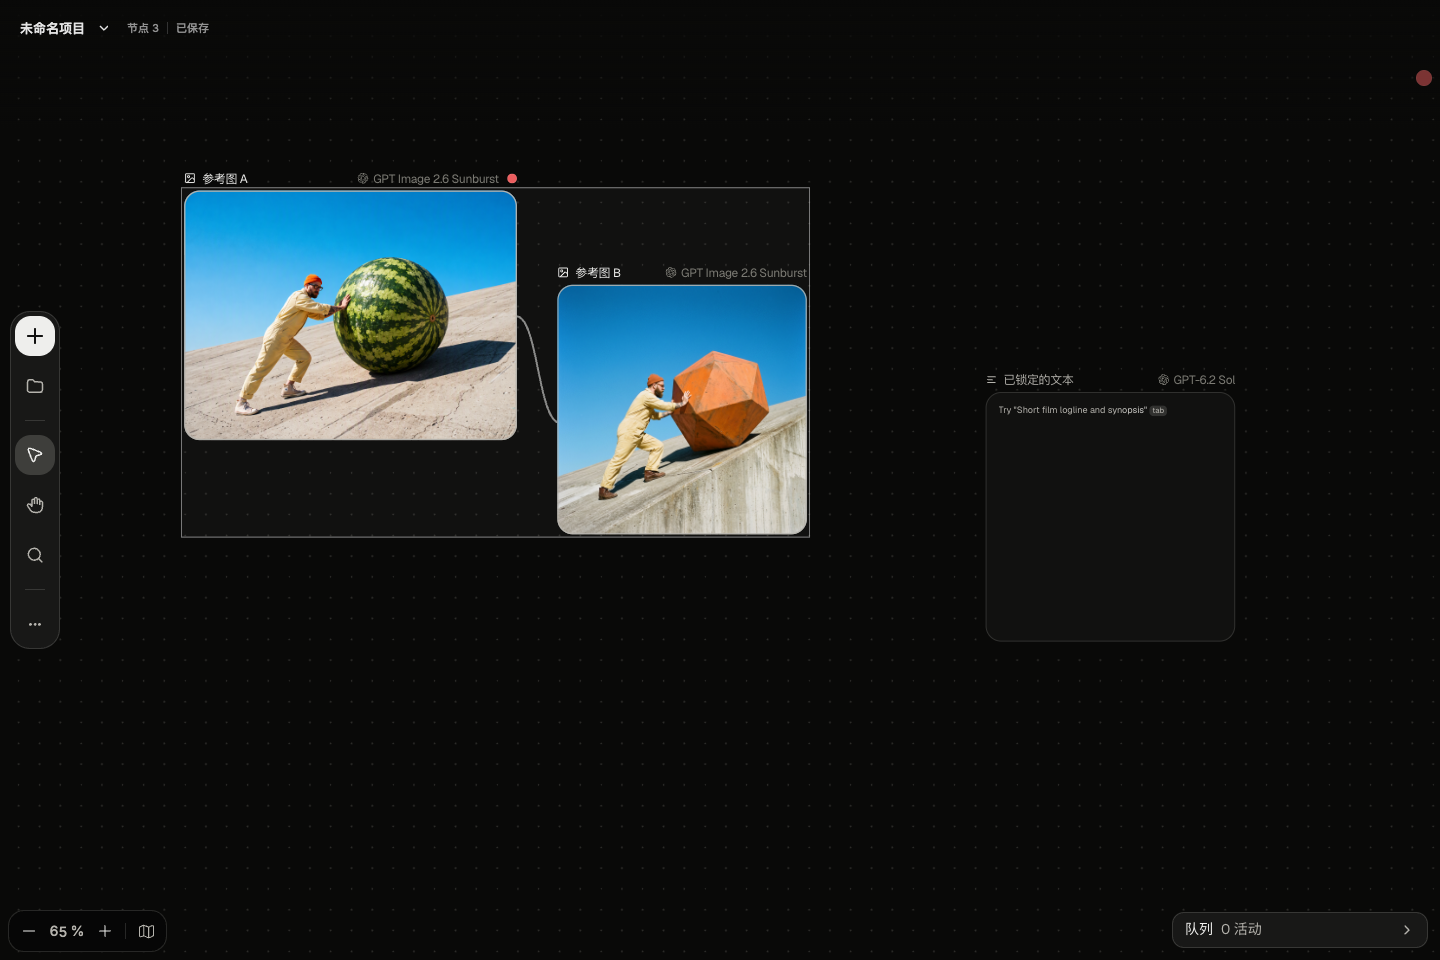 未命名项目
节点 3 已保存
参考图 A
GPT Image 2.6 Sunburst
参考图 B
GPT Image 2.6 Sunburst
已锁定的文本
GPT-6.2 Sol
Try "Short film logline and synopsis" tab
65 %
队列 0 活动